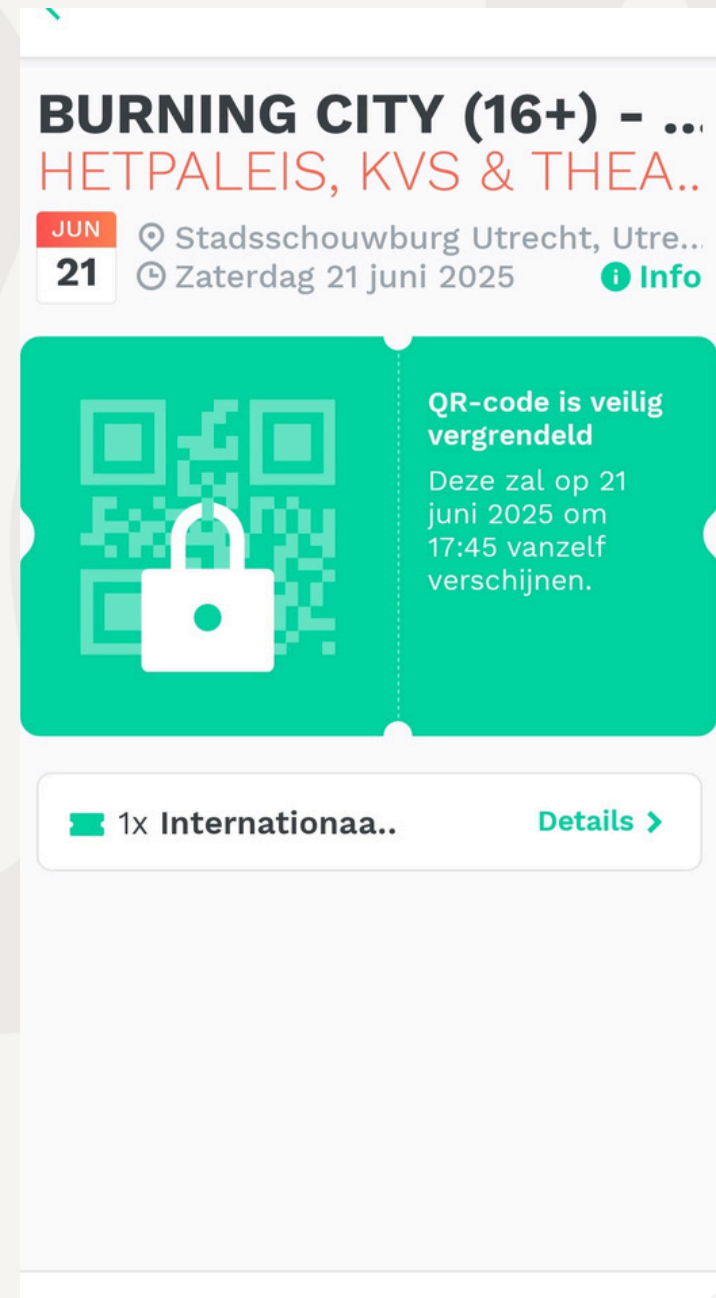 BURNING CITY (16+) - ...
HETPALEIS, KVS & THEA..
JUN
21
Stadsschouwburg Utrecht, Utre...
Zaterdag 21 juni 2025
Info
QR-code is veilig
vergrendeld
Deze zal op 21
juni 2025 om
17:45 vanzelf
verschijnen.
1x Internationaa..
Details